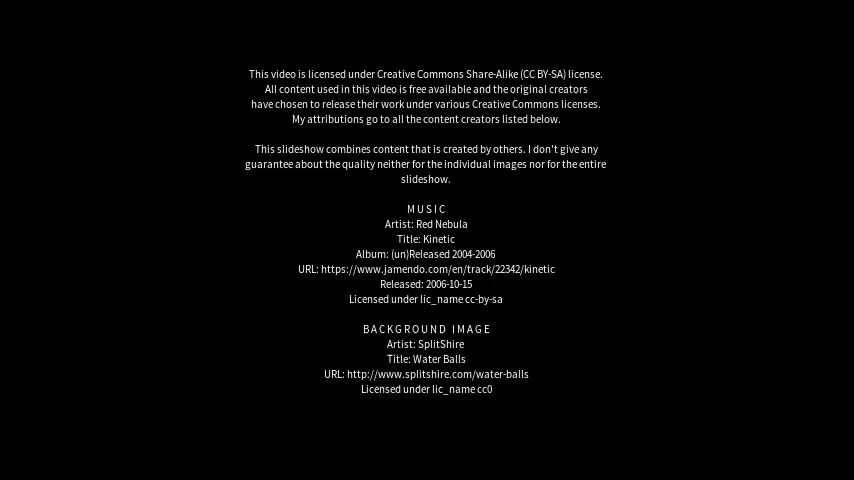 This video is licensed under Creative Commons Share-Alike (CC BY-SA) license.
All content used in this video is free available and the original creators
have chosen to release their work under various Creative Commons licenses.
My attributions go to all the content creators listed below.
This slideshow combines content that is created by others. I don't give any
guarantee about the quality neither for the individual images nor for the entire
slideshow.
MUSIC
Artist: Red Nebula
Title: Kinetic
Album: (un)Released 2004-2006
URL: https://www.jamendo.com/en/track/22342/kinetic
Released: 2006-10-15
Licensed under lic_name cc-by-sa
BACKGROUND IMAGE
Artist: SplitShire
Title: Water Balls
URL: http://www.splitshire.com/water-balls
Licensed under lic_name cc0